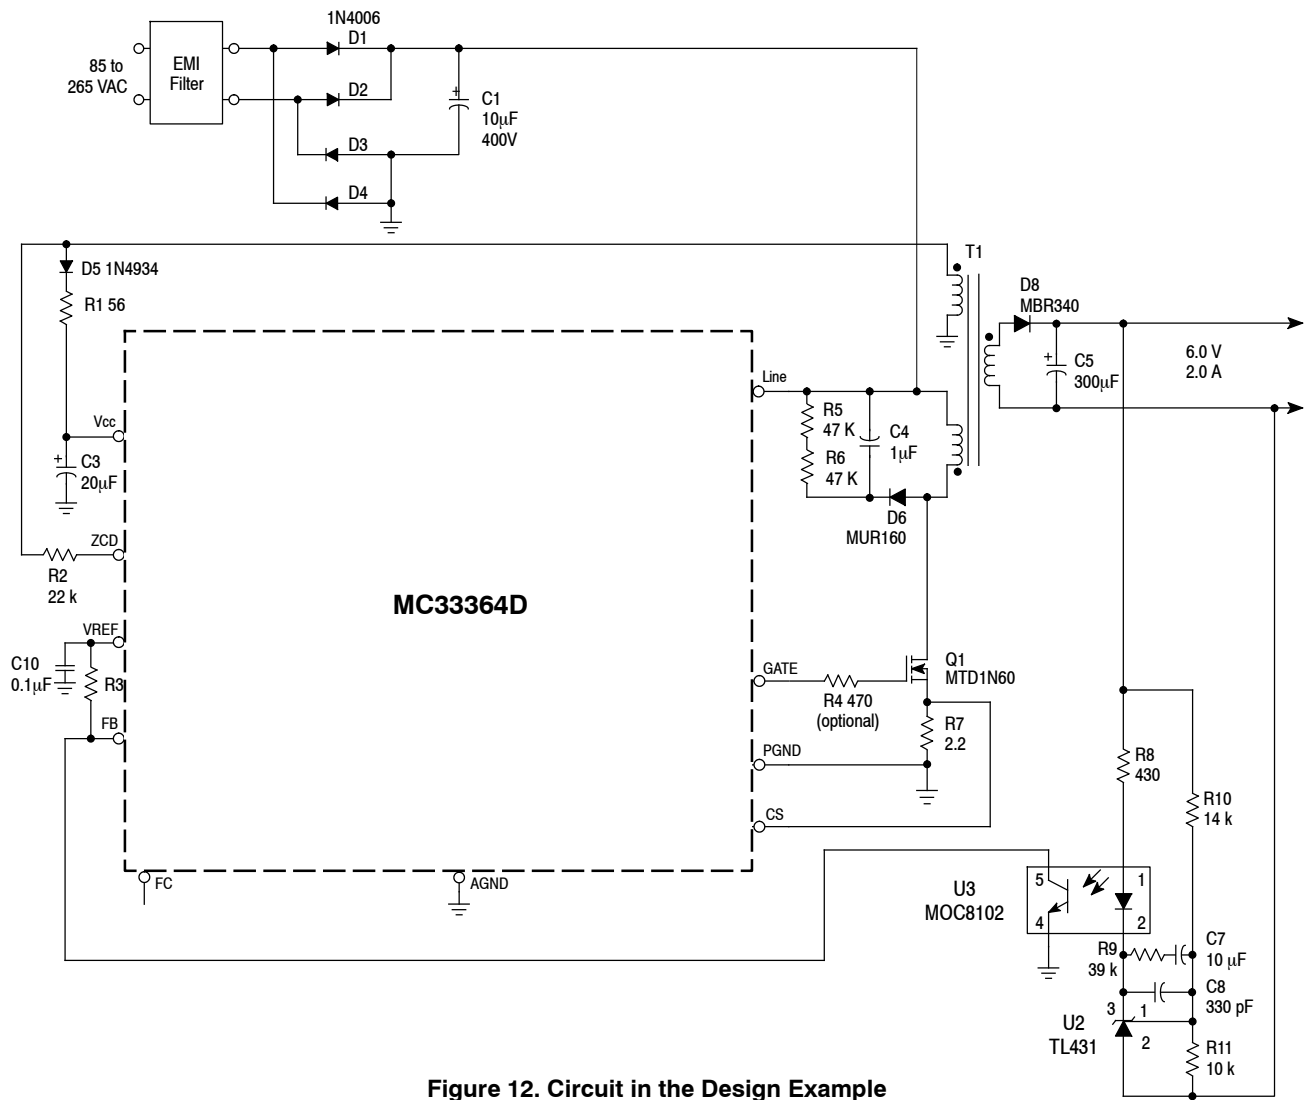 1N4006
D1
85 to
265 VAC
EMI
Filter
D2
C1
10μF
400V
+
D3
D4
D5 1N4934
R1 56
T1
D8
MBR340
+
C5
300μF
6.0 V
2.0 A
Line
R5
47 K
R6
47 K
C4
1μF
D6
MUR160
Vcc
+
C3
20μF
ZCD
R2
22 k
MC33364D
VREF
C10
0.1μF
R3
FB
GATE
R4 470
(optional)
Q1
MTD1N60
R7
2.2
PGND
CS
FC
AGND
R8
430
R10
14 k
U3
MOC8102
5
4
1
2
R9
39 k
C7
10 μF
C8
330 pF
3
1
2
U2
TL431
R11
10 k
Figure 12. Circuit in the Design Example